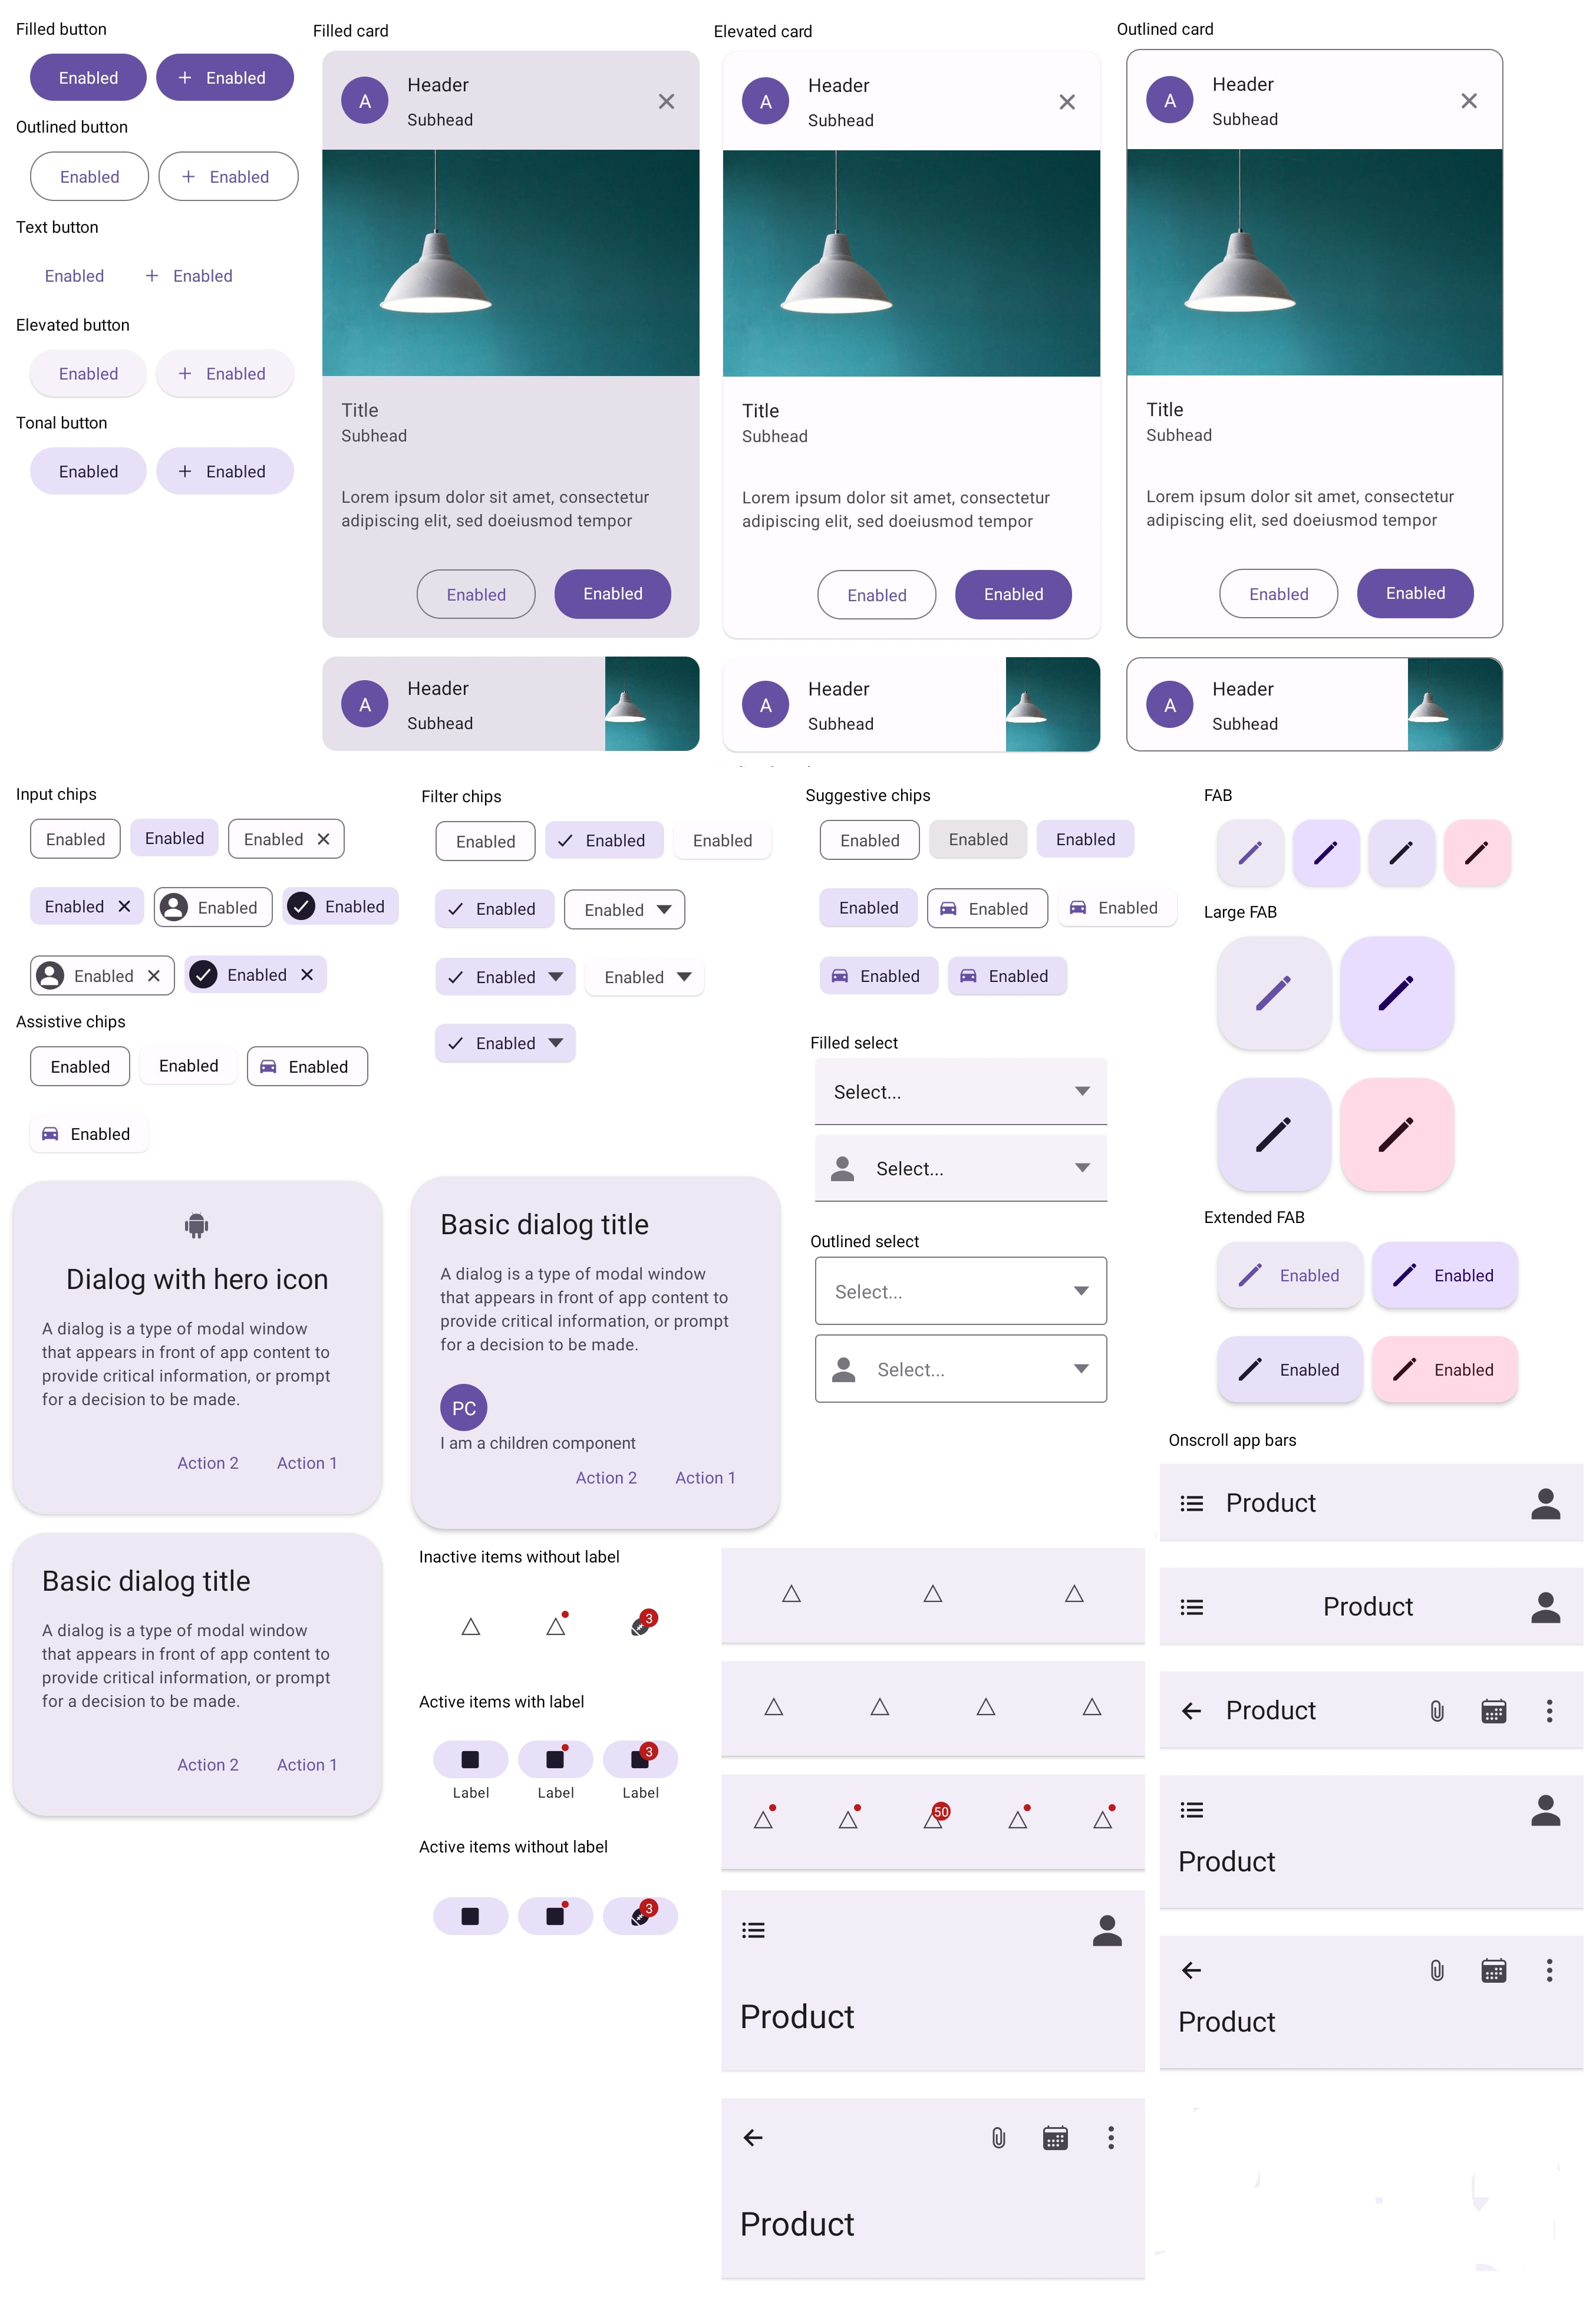 Filled button
Enabled
+ Enabled
Outlined button
Enabled
+ Enabled
Text button
Enabled
+ Enabled
Elevated button
Enabled
+ Enabled
Tonal button
Enabled
+ Enabled
Filled card
A
Header
Subhead
Title
Subhead
Lorem ipsum dolor sit amet, consectetur
adipiscing elit, sed doeiusmod tempor
Enabled
Enabled
A
Header
Subhead
Elevated card
A
Header
Subhead
Title
Subhead
Lorem ipsum dolor sit amet, consectetur
adipiscing elit, sed doeiusmod tempor
Enabled
Enabled
A
Header
Subhead
Outlined card
A
Header
Subhead
Title
Subhead
Lorem ipsum dolor sit amet, consectetur
adipiscing elit, sed doeiusmod tempor
Enabled
Enabled
A
Header
Subhead
Input chips
Enabled
Enabled
Enabled
Enabled
Enabled
Enabled
Enabled
Enabled
Assistive chips
Enabled
Enabled
Enabled
Enabled
Filter chips
Enabled
Enabled
Enabled
Enabled
Enabled
Enabled
Enabled
Enabled
Suggestive chips
Enabled
Enabled
Enabled
Enabled
Enabled
Enabled
Enabled
Enabled
Filled select
Select...
Select...
Outlined select
Select...
Select...
FAB
Large FAB
Extended FAB
Enabled
Enabled
Enabled
Enabled
Dialog with hero icon
A dialog is a type of modal window
that appears in front of app content to
provide critical information, or prompt
for a decision to be made.
Action 2
Action 1
Basic dialog title
A dialog is a type of modal window
that appears in front of app content to
provide critical information, or prompt
for a decision to be made.
PC
I am a children component
Action 2
Action 1
Basic dialog title
A dialog is a type of modal window
that appears in front of app content to
provide critical information, or prompt
for a decision to be made.
Action 2
Action 1
Inactive items without label
3
Active items with label
3
Label
Label
Label
Active items without label
3
50
Product
Product
Onscroll app bars
Product
Product
Product
Product
Product